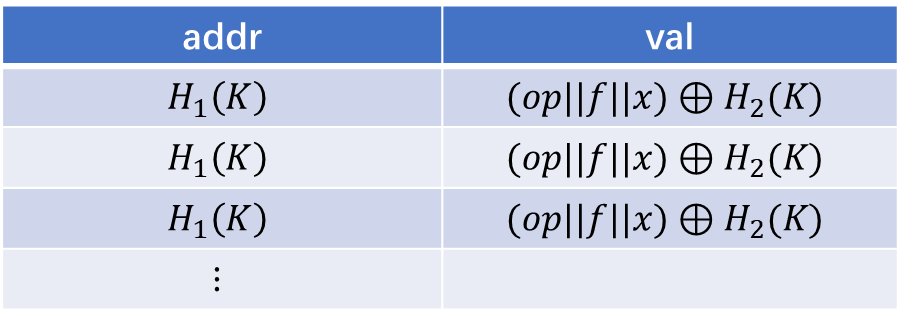 addr val
H₁(K) (op||f||x) ⊕ H₂(K)
H₁(K) (op||f||x) ⊕ H₂(K)
H₁(K) (op||f||x) ⊕ H₂(K)
⋮